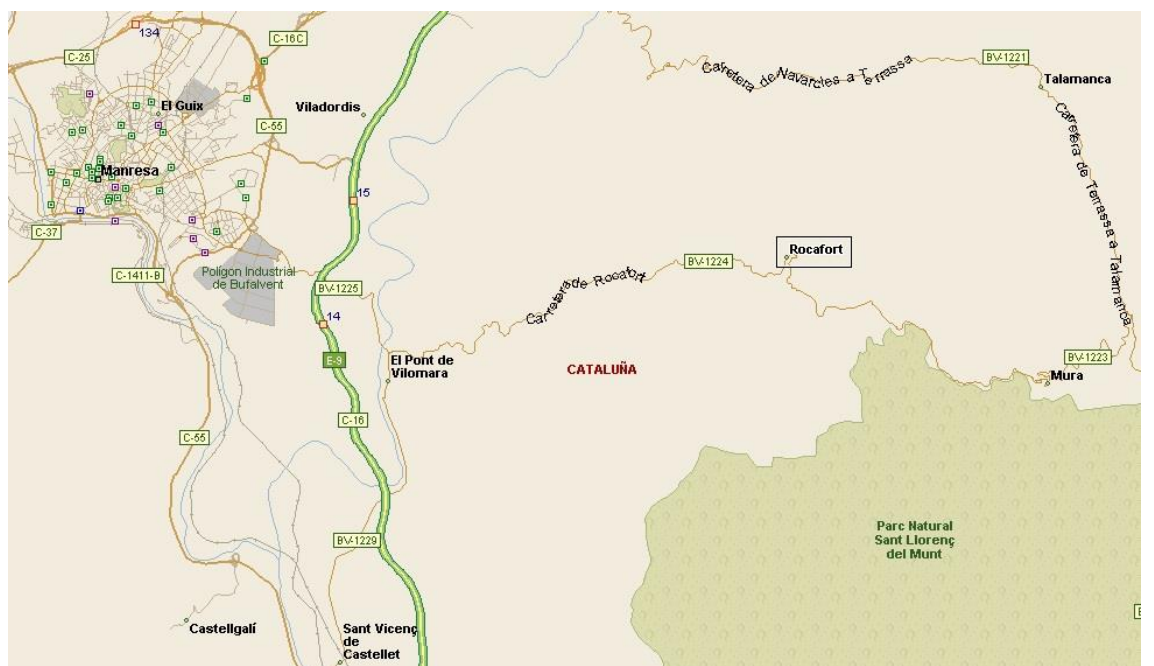 C-16C
134
C-25
Carretera de Navarcles a Terrassa
BV-1221
Talamanca
El Guix
Viladordis
C-55
Carretera de Terrassa a Talamanca
Manresa
15
C-37
Rocafort
BV-1224
C-1411-B
Polígon Industrial
de Bufalvent
Carretera de Rocafort
BV-1225
14
E-9
El Pont de
Vilomara
CATALUÑA
BV-1223
Mura
C-16
C-55
Parc Natural
Sant Llorenç
del Munt
BV-1229
Castellgalí
Sant Vicenç
de
Castellet